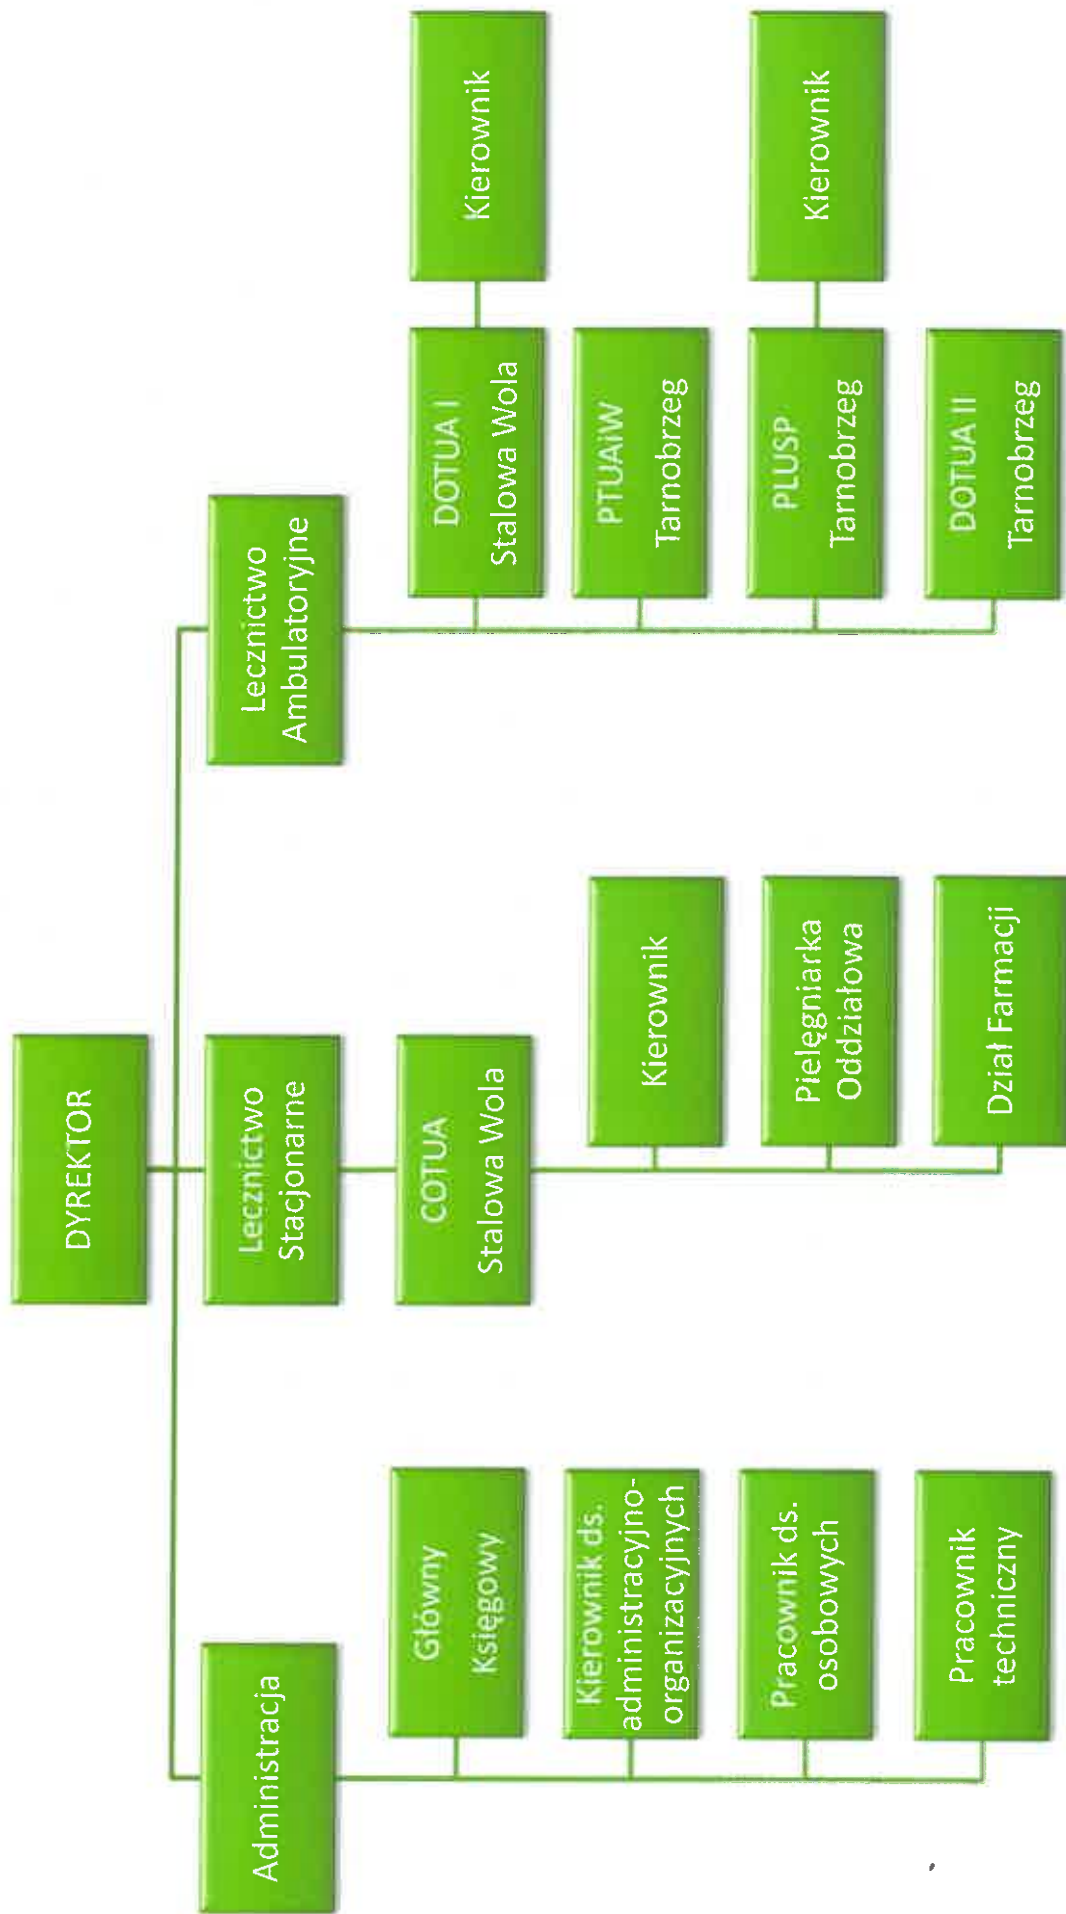 DYREKTOR
Administracja
Główny
Księgowy
Kierownik ds.
administracyjno-
organizacyjnych
Pracownik ds.
osobowych
Pracownik
techniczny
Lecznictwo
Stacjonarne
COTUA
Stalowa Wola
Kierownik
Pielęgniarka
Oddziałowa
Dział Farmacji
Lecznictwo
Ambulatoryjne
DOTUA I
Stalowa Wola
Kierownik
PTUAiW
Tarnobrzeg
PLUSP
Tarnobrzeg
Kierownik
DOTUA II
Tarnobrzeg